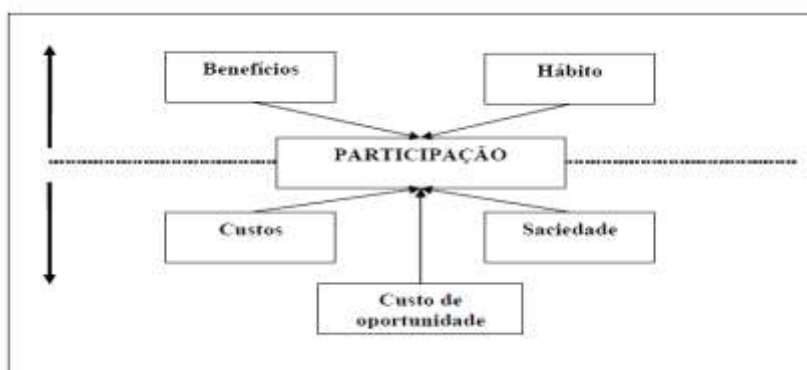 Benefícios
Hábito
PARTICIPAÇÃO
Custos
Saciedade
Custo de
oportunidade